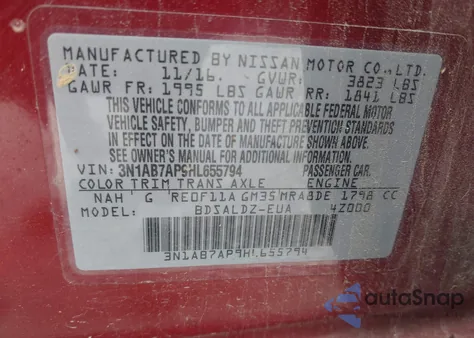 MANUFACTURED BY NISSAN MOTOR CO., LTD.
DATE: 11/16. GVWR: 3823 LBS
GAWR FR: 1995 LBS GAWR RR: 1841 LBS
THIS VEHICLE CONFORMS TO ALL APPLICABLE FEDERAL MOTOR
VEHICLE SAFETY, BUMPER AND THEFT PREVENTION STANDARDS
IN EFFECT ON THE DATE OF MANUFACTURE SHOWN ABOVE.
SEE OWNER'S MANUAL FOR ADDITIONAL INFORMATION.
VIN: 3N1AB7AP9HL655794 PASSENGER CAR
COLOR TRIM TRANS AXLE ENGINE
NAH G RE0F11A GM35 MRA8DE 1798 CC
MODEL: BDSALDZ-EUA 4Z000
3N1AB7AP9HL655794
autoSnap